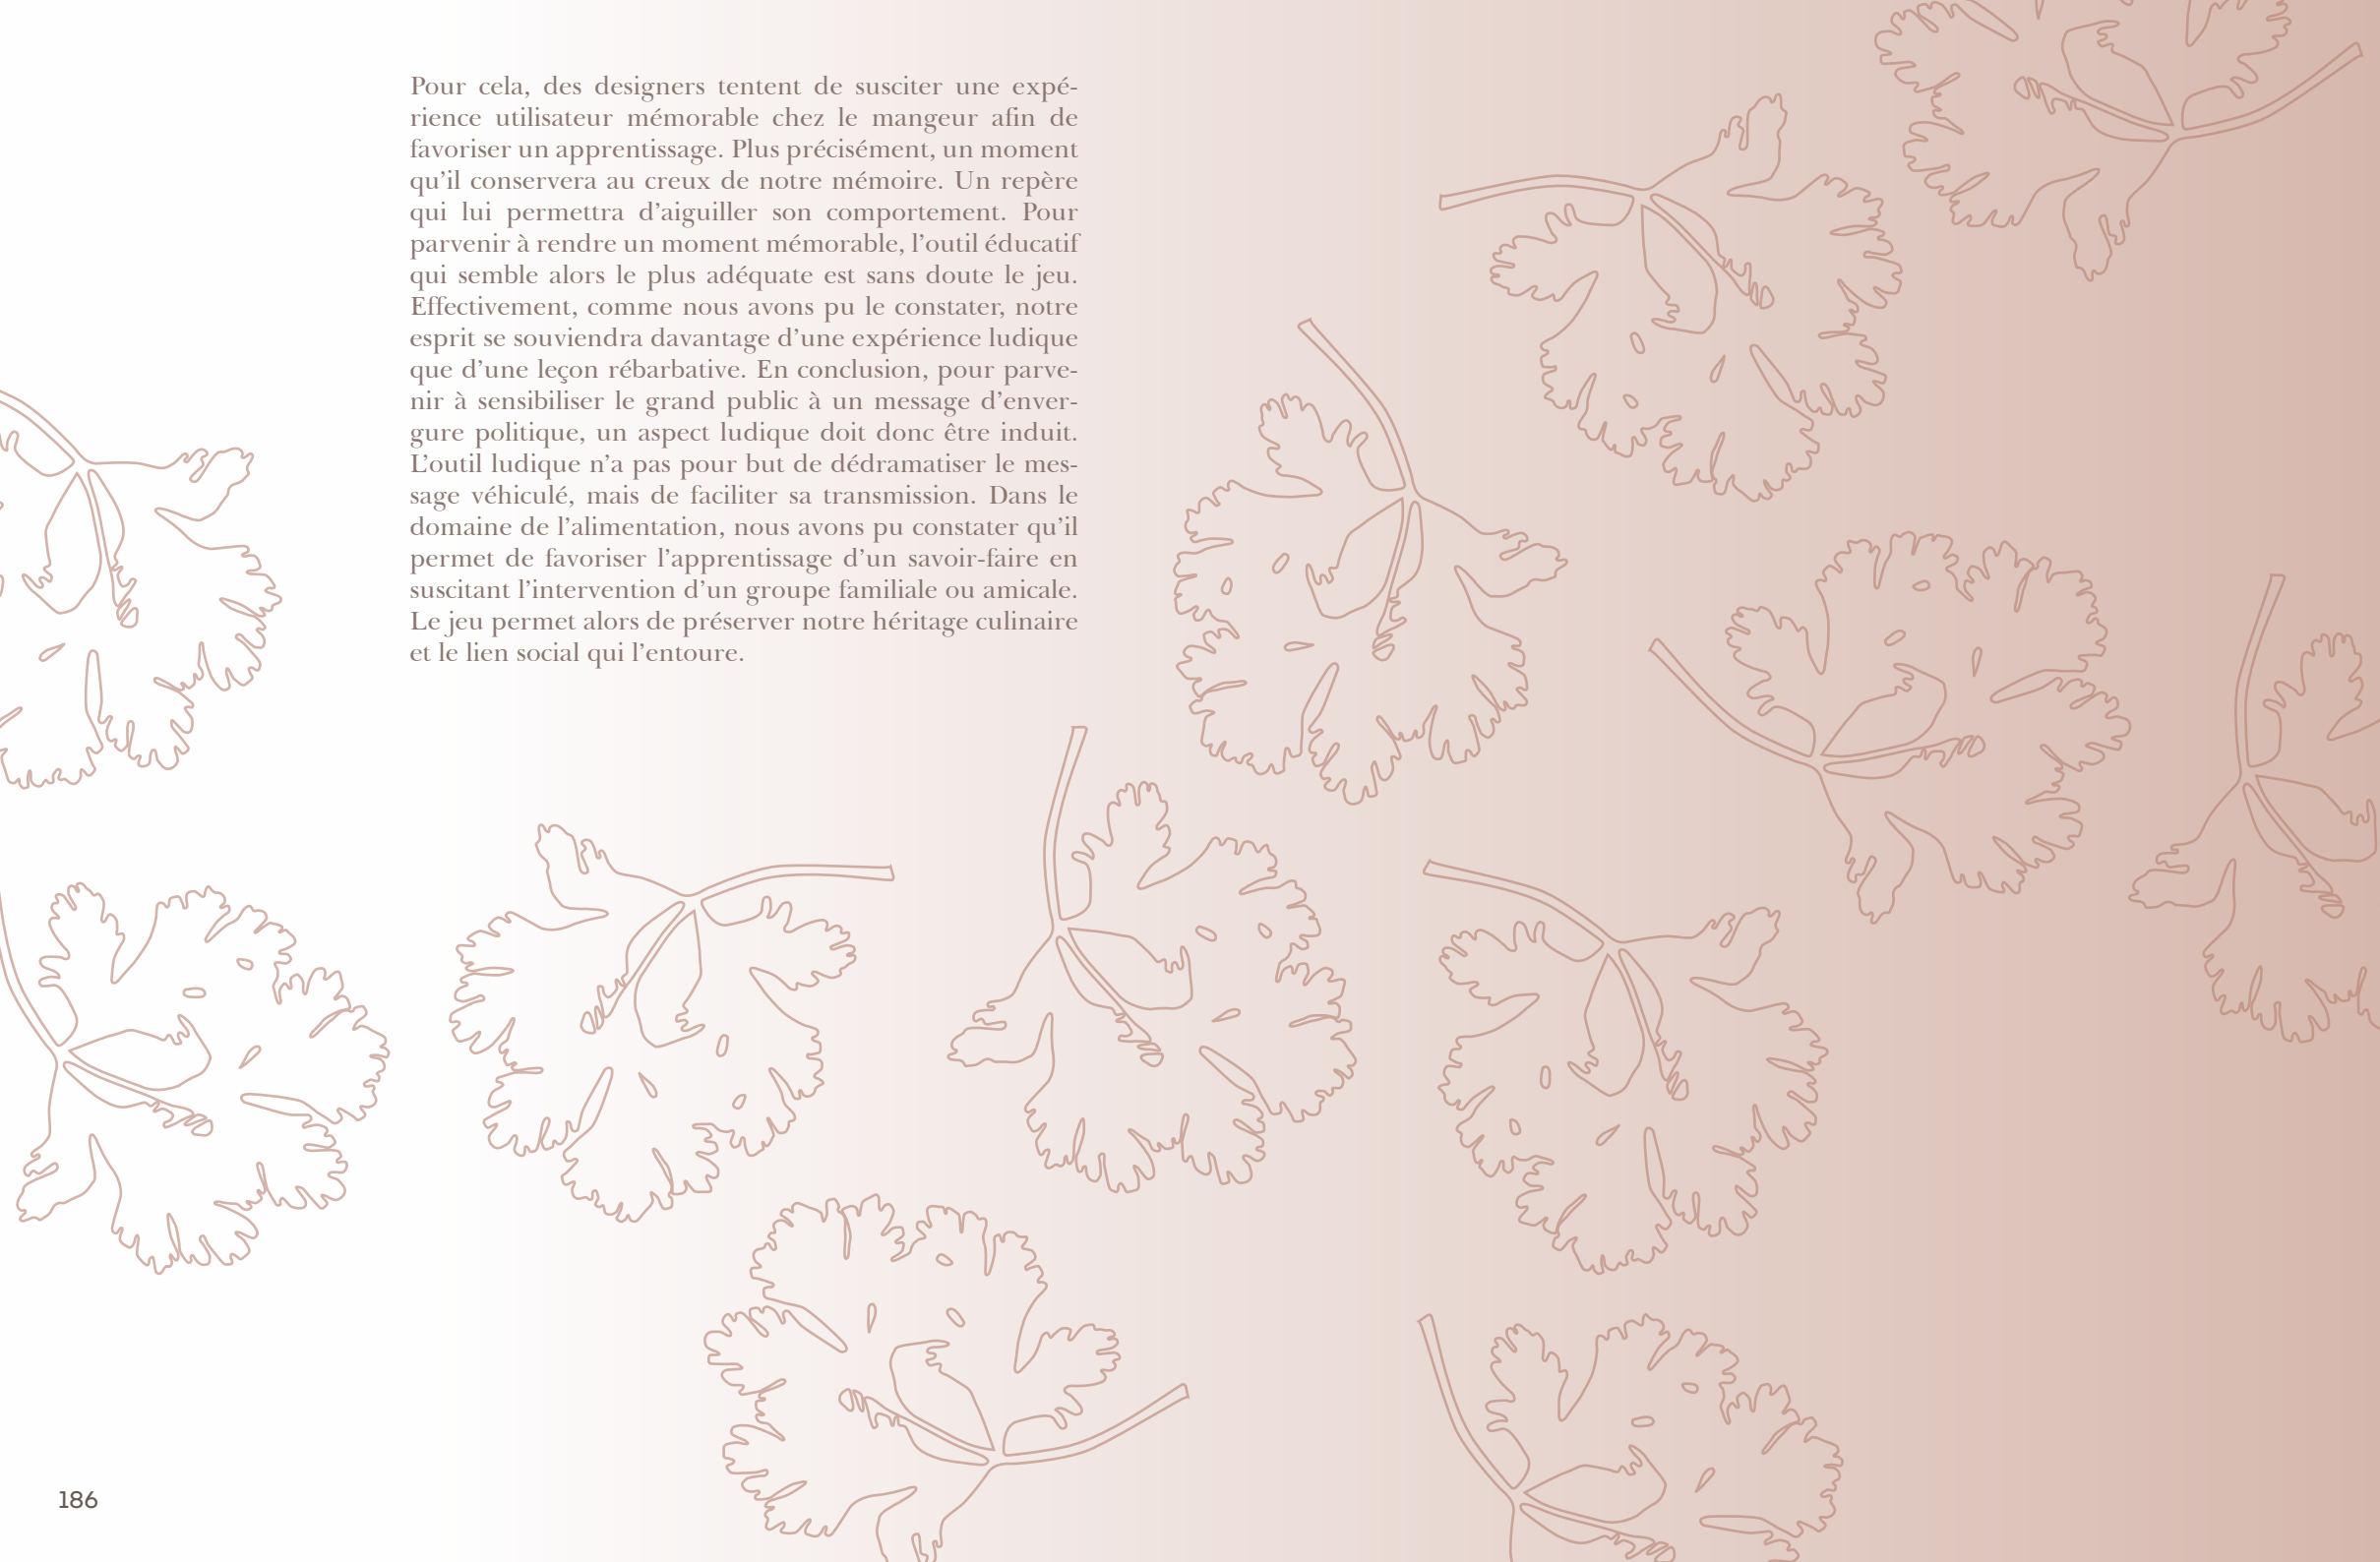 Pour cela, des designers tentent de susciter une expé-
rience utilisateur mémorable chez le mangeur afin de
favoriser un apprentissage. Plus précisément, un moment
qu’il conservera au creux de notre mémoire. Un repère
qui lui permettra d’aiguiller son comportement. Pour
parvenir à rendre un moment mémorable, l’outil éducatif
qui semble alors le plus adéquate est sans doute le jeu.
Effectivement, comme nous avons pu le constater, notre
esprit se souviendra davantage d’une expérience ludique
que d’une leçon rébarbative. En conclusion, pour parve-
nir à sensibiliser le grand public à un message d’enver-
gure politique, un aspect ludique doit donc être induit.
L’outil ludique n’a pas pour but de dédramatiser le mes-
sage véhiculé, mais de faciliter sa transmission. Dans le
domaine de l’alimentation, nous avons pu constater qu’il
permet de favoriser l’apprentissage d’un savoir-faire en
suscitant l’intervention d’un groupe familiale ou amicale.
Le jeu permet alors de préserver notre héritage culinaire
et le lien social qui l’entoure.
186